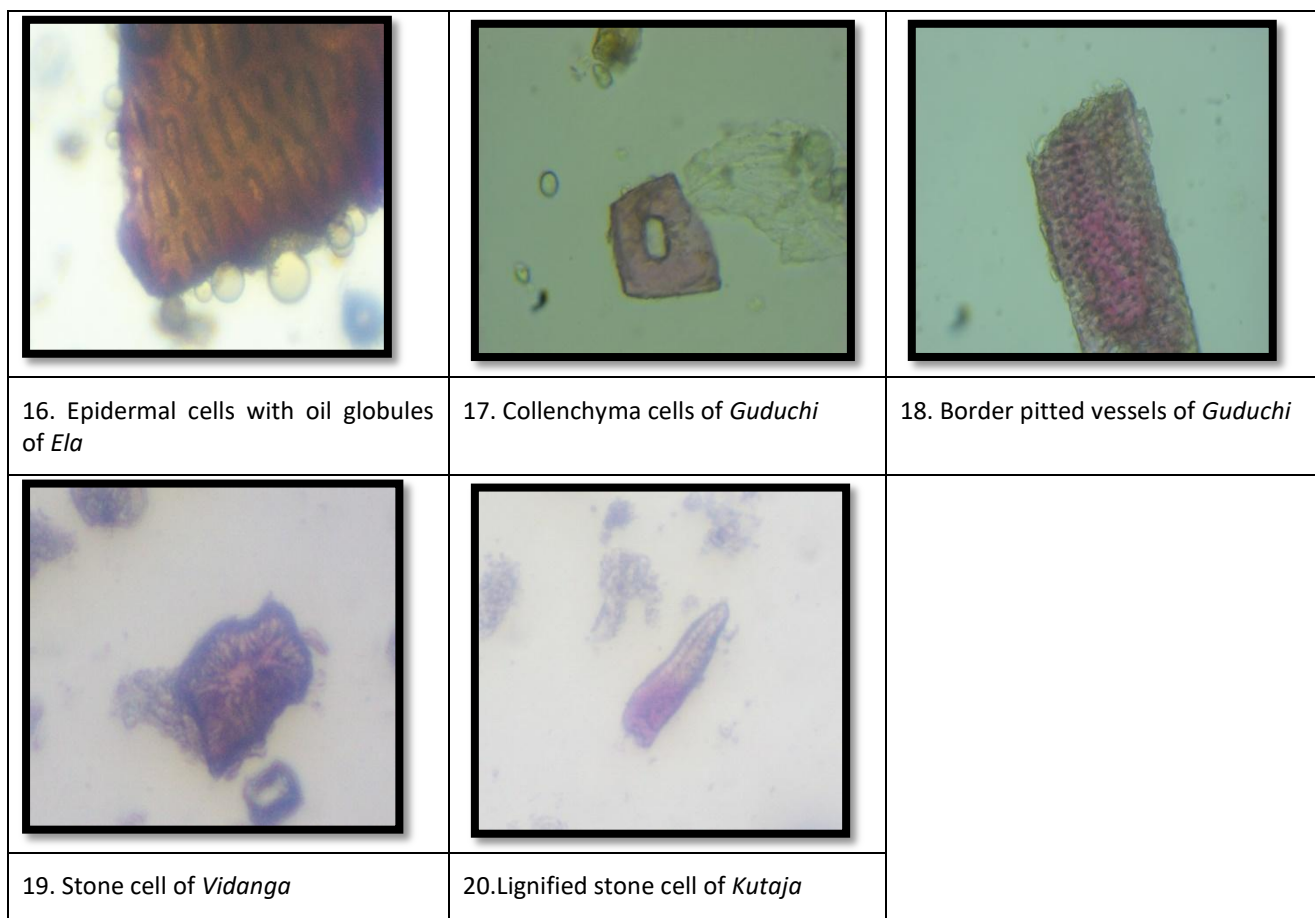 16. Epidermal cells with oil globules
of Ela
17. Collenchyma cells of Guduchi
18. Border pitted vessels of Guduchi
19. Stone cell of Vidanga
20.Lignified stone cell of Kutaja